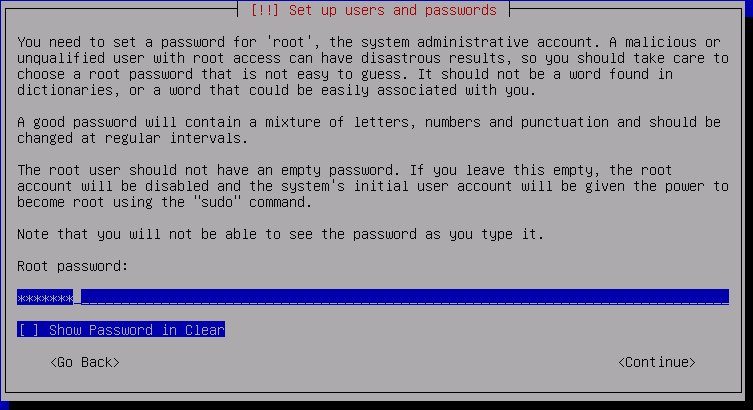 [!!] Set up users and passwords
You need to set a password for 'root', the system administrative account. A malicious or
unqualified user with root access can have disastrous results, so you should take care to
choose a root password that is not easy to guess. It should not be a word found in
dictionaries, or a word that could be easily associated with you.
A good password will contain a mixture of letters, numbers and punctuation and should be
changed at regular intervals.
The root user should not have an empty password. If you leave this empty, the root
account will be disabled and the system's initial user account will be given the power to
become root using the "sudo" command.
Note that you will not be able to see the password as you type it.
Root password:
*******
[ ] Show Password in Clear
<Go Back> <Continue>